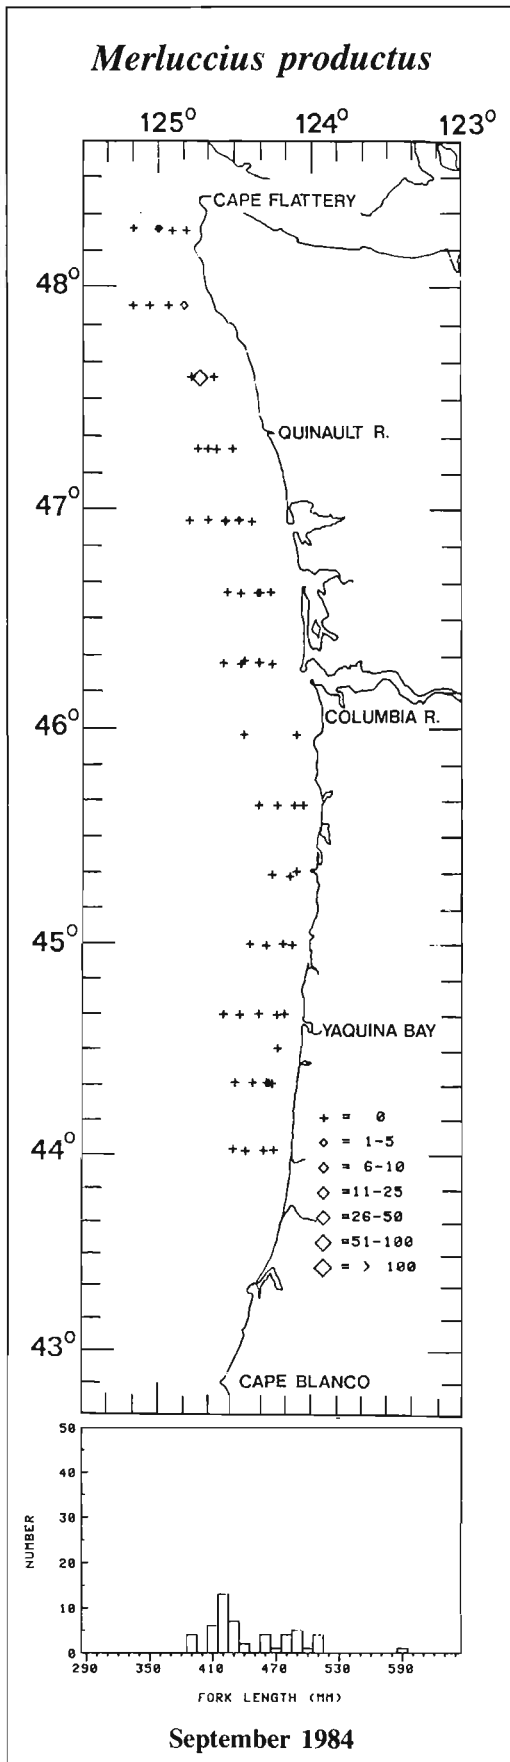 Merluccius productus
125° 124° 123°
CAPE FLATTERY
48°
QUINAULT R.
47°
46°
COLUMBIA R.
45°
YAQUINA BAY
+ = 0
◇ = 1-5
◇ = 6-10
44°
◇ =11-25
◇ =26-50
◇ =51-100
◇ = > 100
43°
CAPE BLANCO
50
40
30
NUMBER
20
10
0
290 350 410 470 530 590
FORK LENGTH (MM)
September 1984